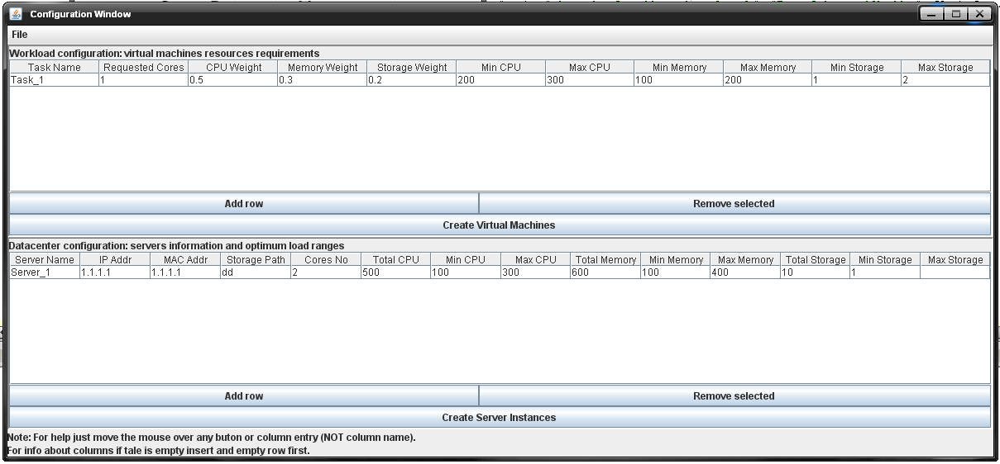 Configuration Window
File
Workload configuration: virtual machines resources requirements
Task Name Requested Cores CPU Weight Memory Weight Storage Weight Min CPU Max CPU Min Memory Max Memory Min Storage Max Storage
Task_1 1 0.5 0.3 0.2 200 300 100 200 1 2
Add row Remove selected
Create Virtual Machines
Datacenter configuration: servers information and optimum load ranges
Server Name IP Addr MAC Addr Storage Path Cores No Total CPU Min CPU Max CPU Total Memory Min Memory Max Memory Total Storage Min Storage Max Storage
Server_1 1.1.1.1 1.1.1.1 dd 2 500 100 300 600 100 400 10 1
Add row Remove selected
Create Server Instances
Note: For help just move the mouse over any buton or column entry (NOT column name).
For info about columns if tale is empty insert and empty row first.